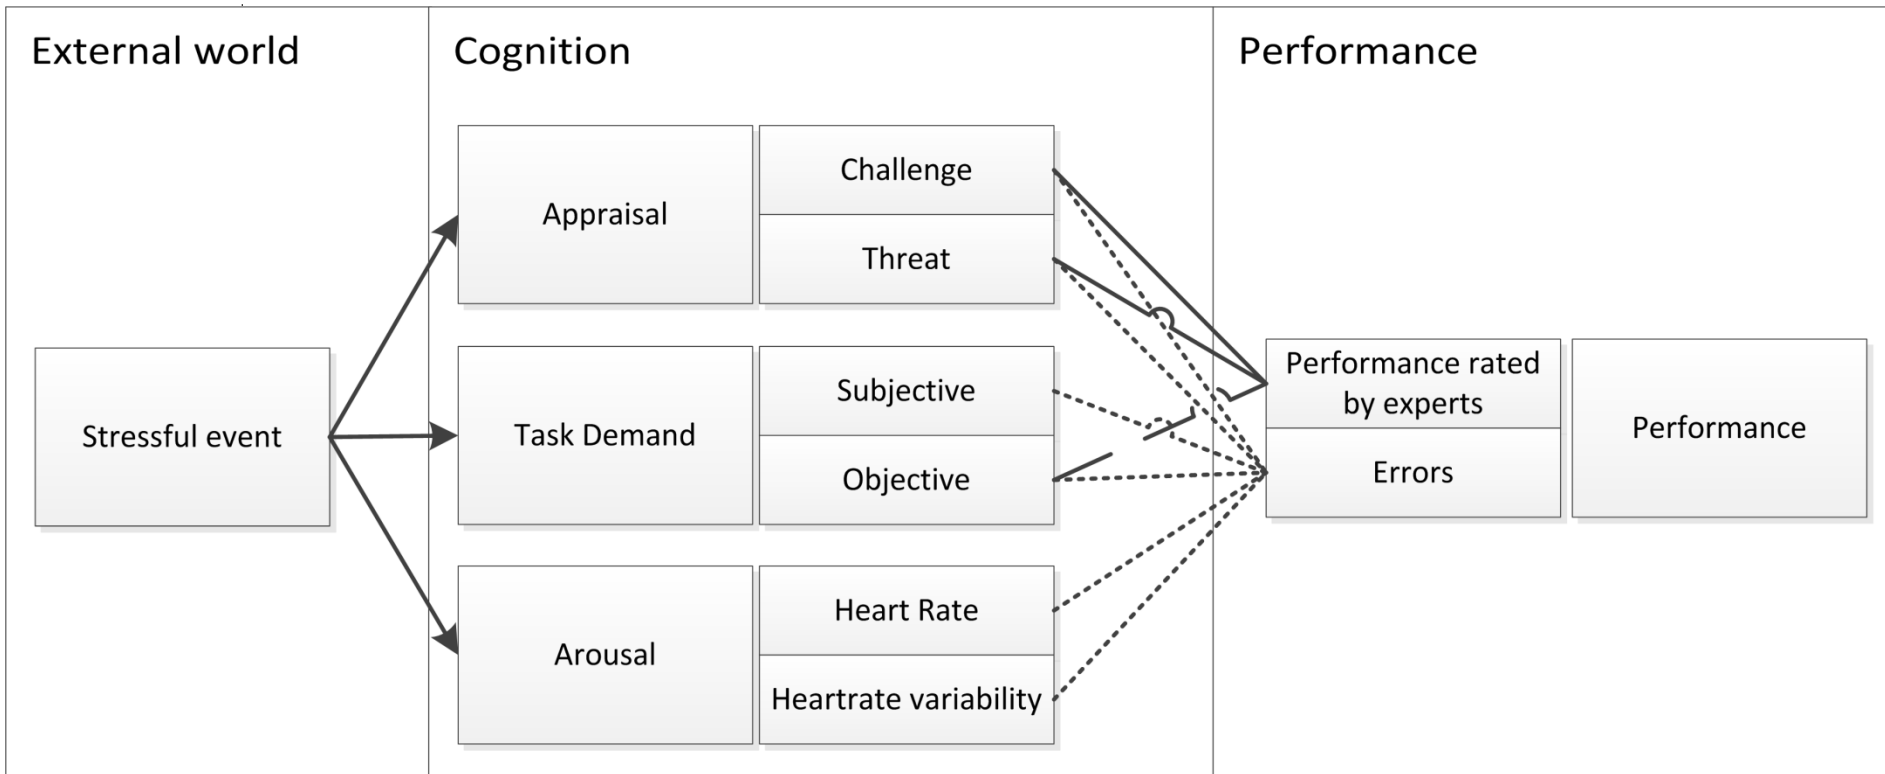 External world
Cognition
Performance
Stressful event
Appraisal
Challenge
Threat
Task Demand
Subjective
Objective
Arousal
Heart Rate
Heartrate variability
Performance rated
by experts
Errors
Performance